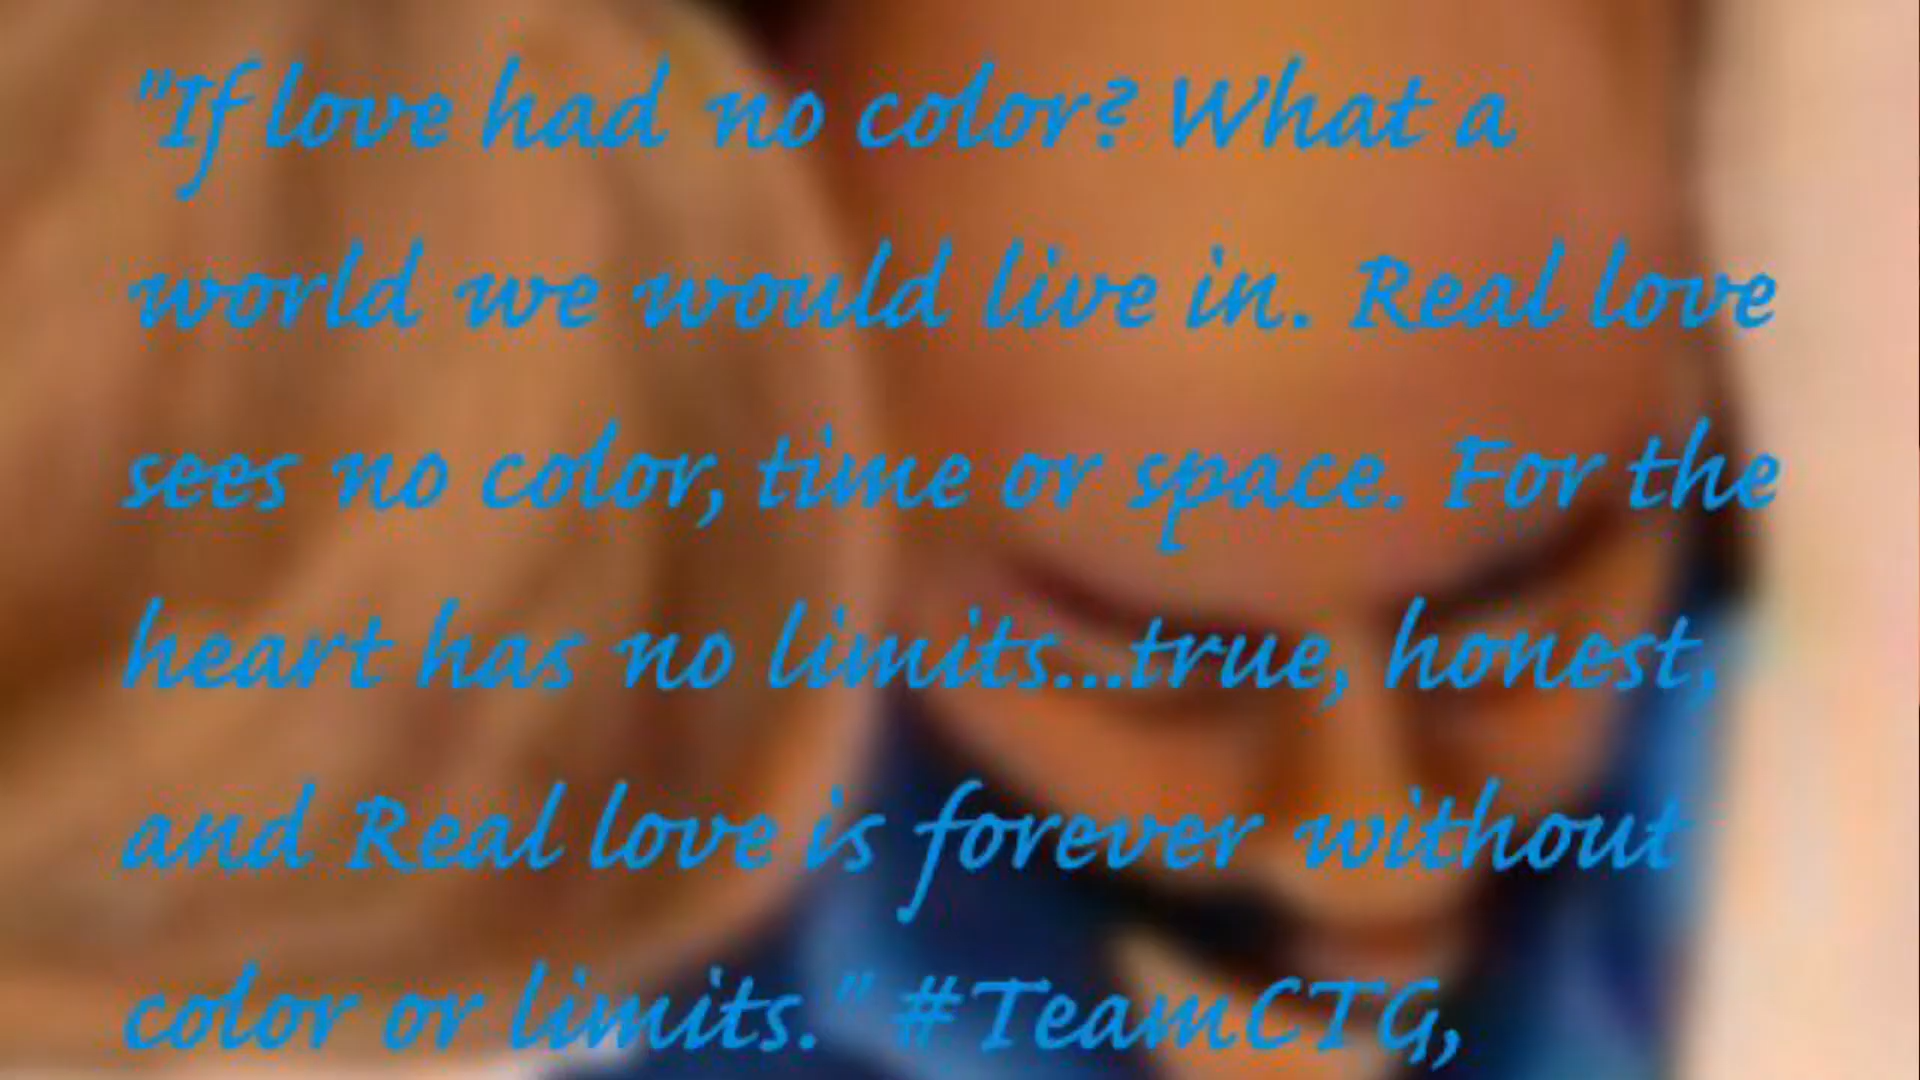 "If love had no color? What a
world we would live in. Real love
sees no color, time or space. For the
heart has no limits...true, honest,
and Real love is forever without
color or limits." #TeamCTG,